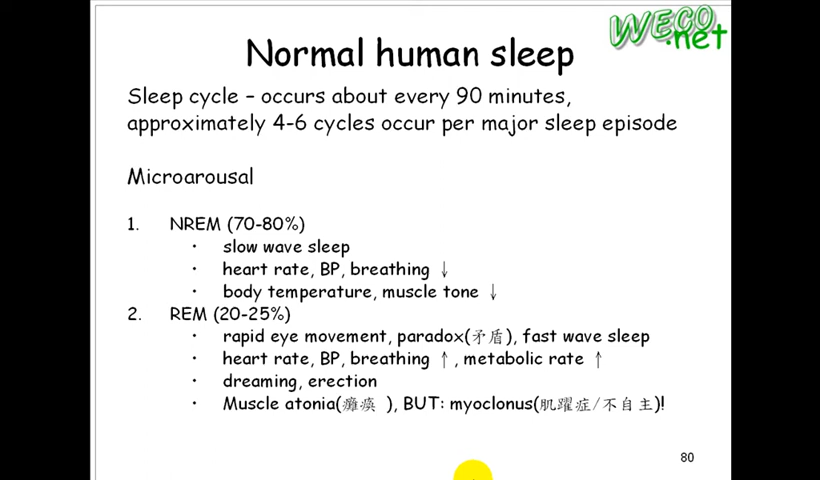 WECO
.net
Normal human sleep
Sleep cycle – occurs about every 90 minutes,
approximately 4-6 cycles occur per major sleep episode
Microarousal
1. NREM (70-80%)
• slow wave sleep
• heart rate, BP, breathing ↓
• body temperature, muscle tone ↓
2. REM (20-25%)
• rapid eye movement, paradox(矛盾), fast wave sleep
• heart rate, BP, breathing ↑, metabolic rate ↑
• dreaming, erection
• Muscle atonia(癱瘓 ), BUT: myoclonus(肌躍症/不自主)!
80